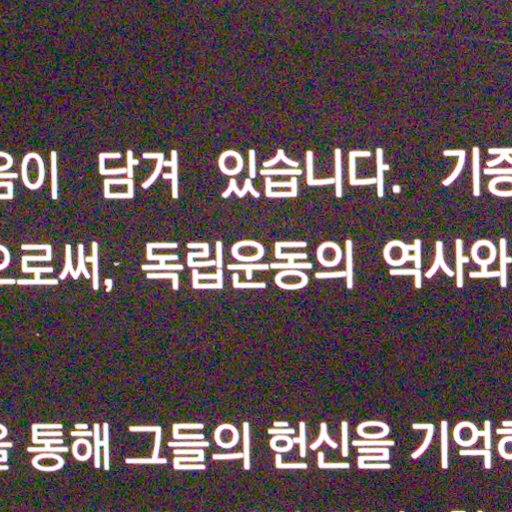 음이 담겨 있습니다. 기증
으로써, 독립운동의 역사와
을 통해 그들의 헌신을 기억하